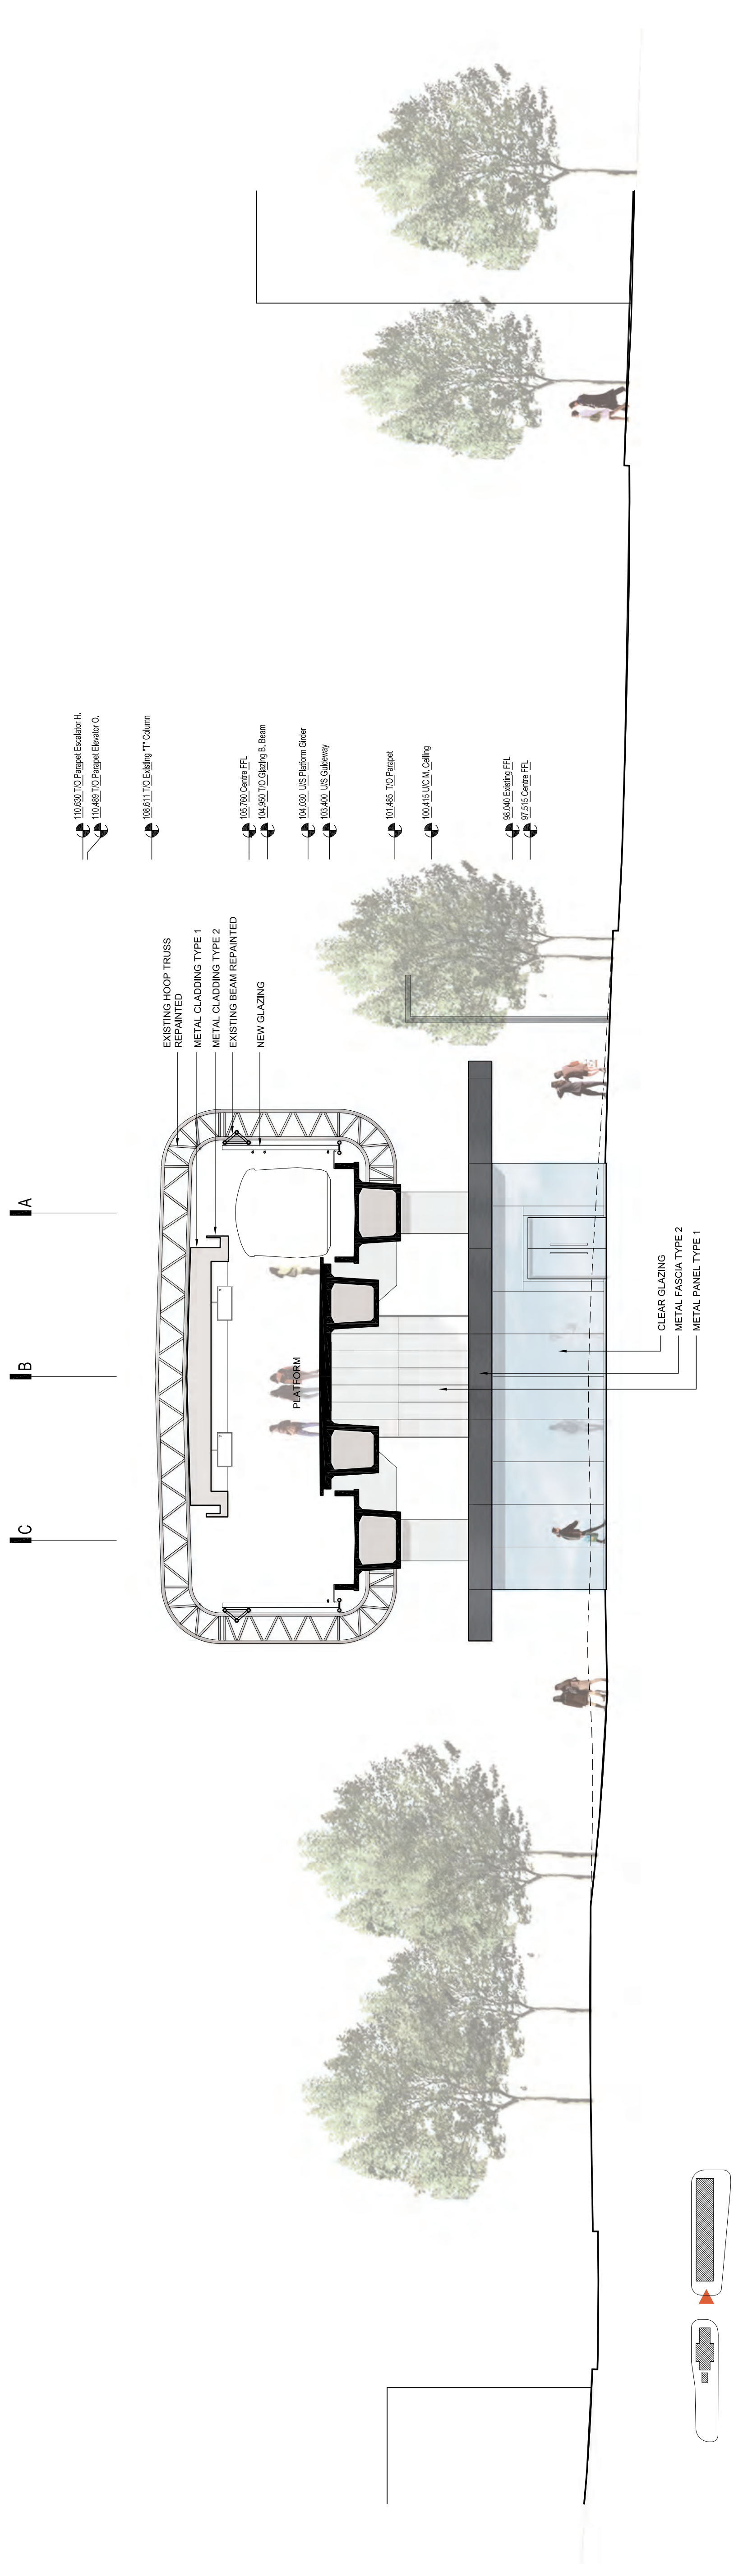 C
B
A
110,630 T/O Parapet Escalator H.
110,489 T/O Parapet Elevator O.
108,611 T/O Existing "T" Column
105,760 Centre FFL
104,950 T/O Glazing B. Beam
104,030 U/S Platform Girder
103,400 U/S Guideway
101,485 T/O Parapet
100,415 U/C M. Ceiling
98,040 Existing FFL
97,515 Centre FFL
EXISTING HOOP TRUSS
REPAINTED
METAL CLADDING TYPE 1
METAL CLADDING TYPE 2
EXISTING BEAM REPAINTED
NEW GLAZING
PLATFORM
CLEAR GLAZING
METAL FASCIA TYPE 2
METAL PANEL TYPE 1